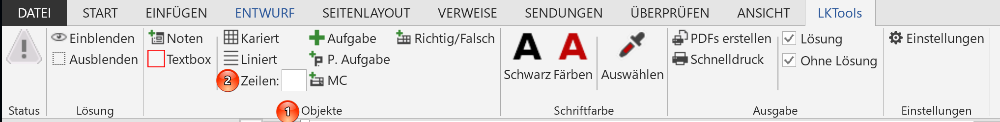 DATEI START EINFÜGEN ENTWURF SEITENLAYOUT VERWEISE SENDUNGEN ÜBERPRÜFEN ANSICHT LKTools
Einblenden Noten Kariert Aufgabe Richtig/Falsch PDFs erstellen Lösung Einstellungen
Ausblenden Textbox Liniert P. Aufgabe Schnelldruck Ohne Lösung
2 Zeilen: MC Schwarz Färben Auswählen
Status Lösung 1 Objekte Schriftfarbe Ausgabe Einstellungen